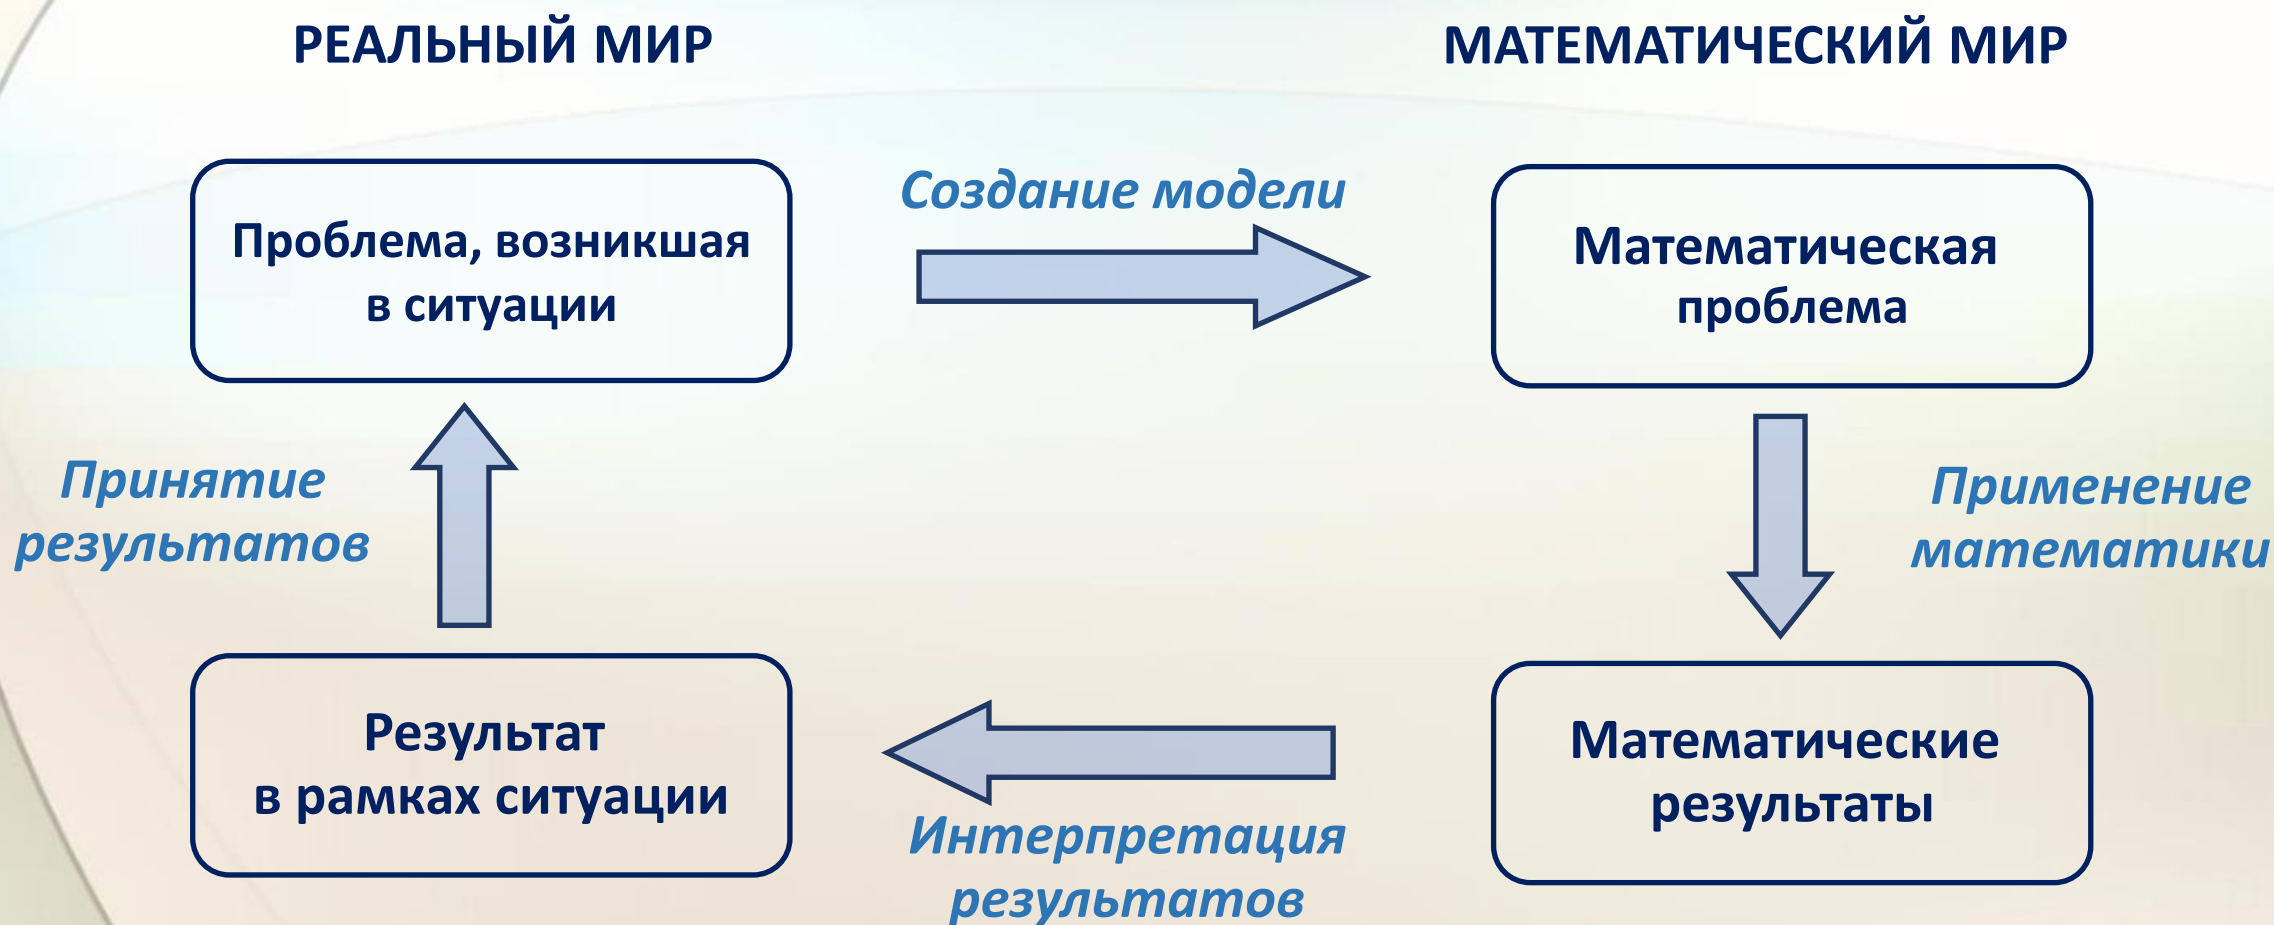 РЕАЛЬНЫЙ МИР
МАТЕМАТИЧЕСКИЙ МИР
Проблема, возникшая
в ситуации
Создание модели
Математическая
проблема
Принятие
результатов
Применение
математики
Результат
в рамках ситуации
Интерпретация
результатов
Математические
результаты